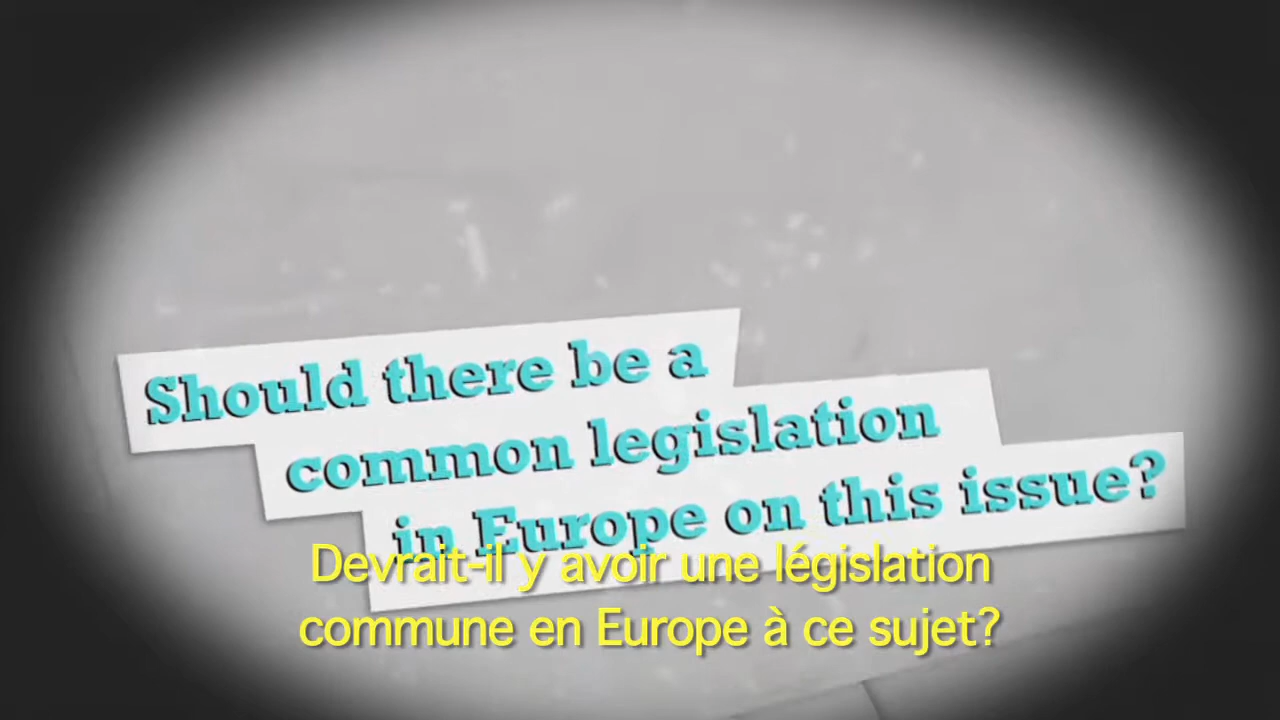 Should there be a
common legislation
in Europe on this issue?
Devrait-il y avoir une législation
commune en Europe à ce sujet?